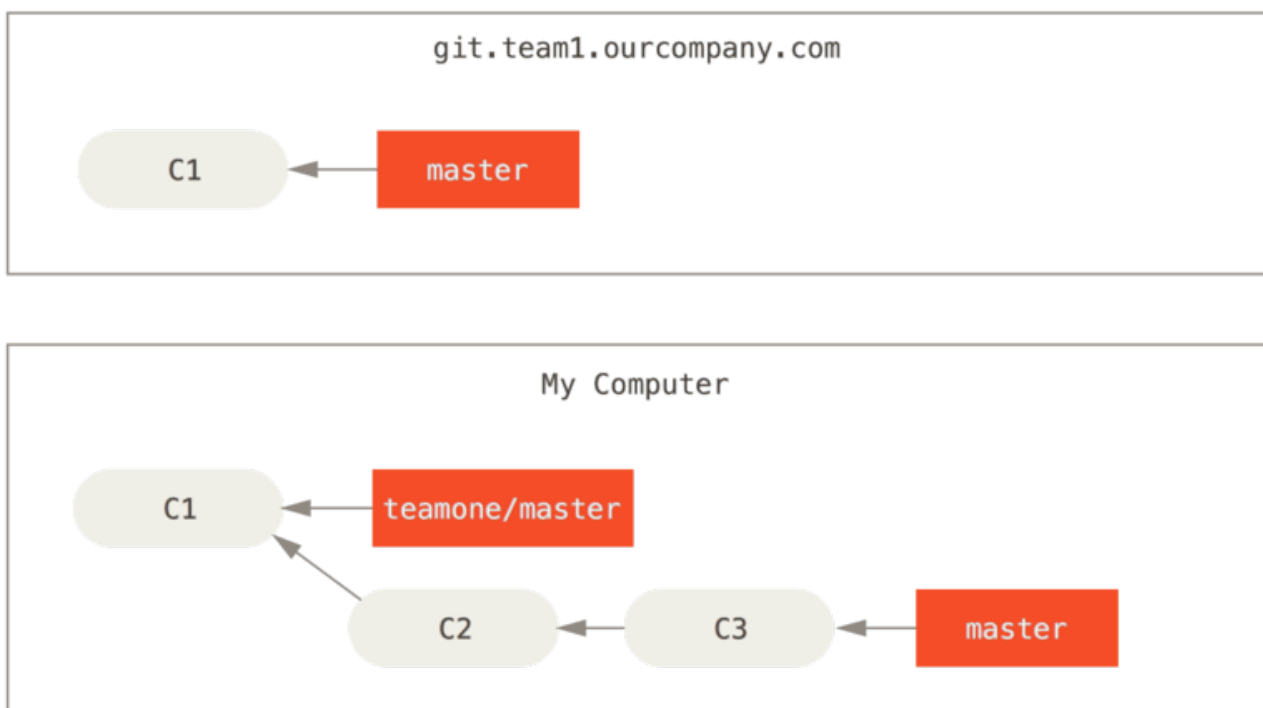 git.team1.ourcompany.com
C1
master
My Computer
C1
teamone/master
C2
C3
master